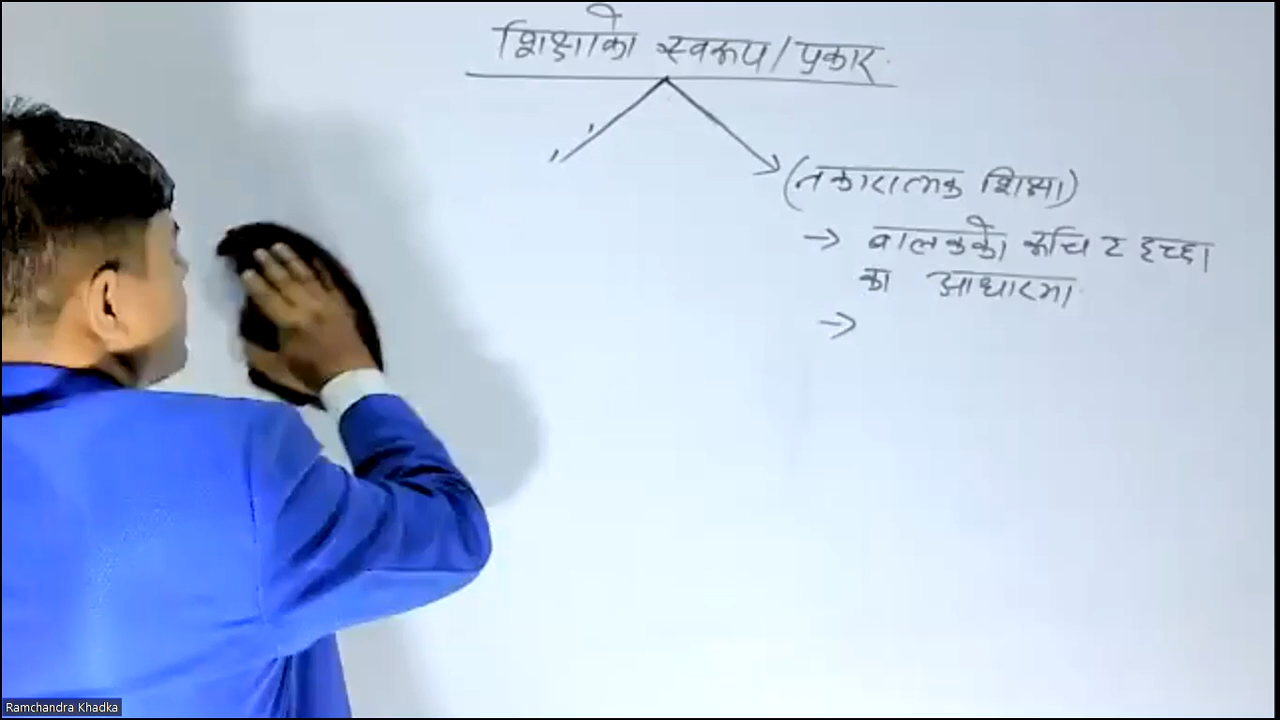 शिक्षाको स्वरूप/प्रकार
(नकारात्मक शिक्षा)
→ बालकको रूचि र इच्छा
का आधारमा
→
Ramchandra Khadka